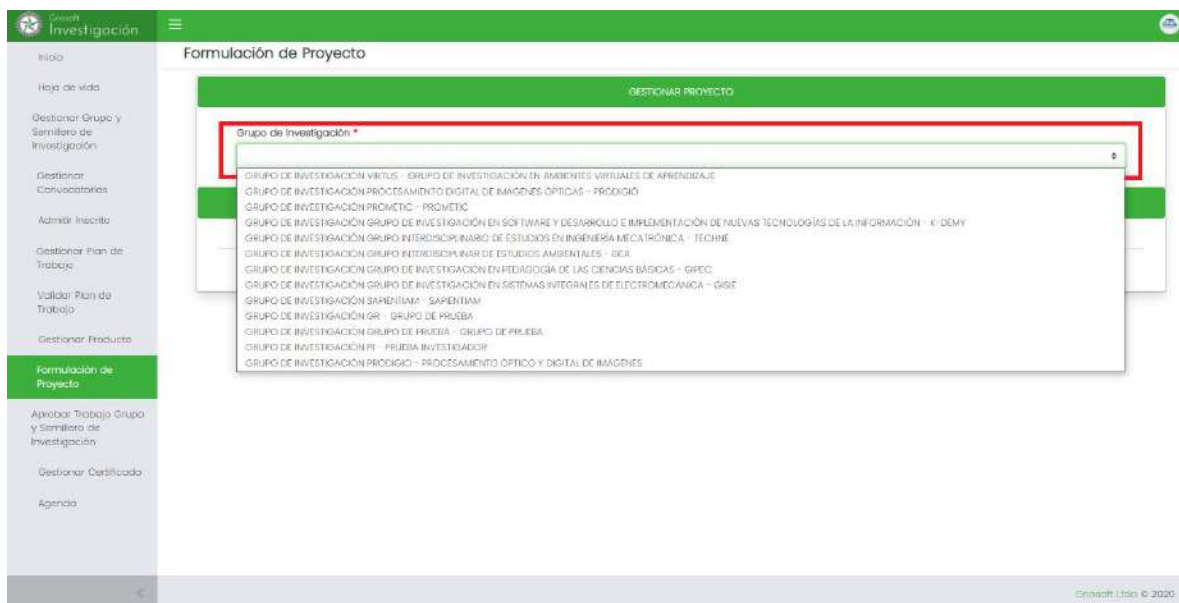 Gnosoft
Investigación
Inicio
Hoja de vida
Gestionar Grupo y
Semillero de
Investigación
Gestionar
Convocatorias
Admitir Inscrito
Gestionar Plan de
Trabajo
Validar Plan de
Trabajo
Gestionar Producto
Formulación de
Proyecto
Aprobar Trabajo Grupo
y Semillero de
Investigación
Gestionar Certificado
Agenda
Formulación de Proyecto
GESTIONAR PROYECTO
Grupo de Investigación *
GRUPO DE INVESTIGACIÓN VIRTUS - GRUPO DE INVESTIGACIÓN EN AMBIENTES VIRTUALES DE APRENDIZAJE
GRUPO DE INVESTIGACIÓN PROCESAMIENTO DIGITAL DE IMÁGENES ÓPTICAS - PRODIGIO
GRUPO DE INVESTIGACIÓN PROMETIC - PROMETIC
GRUPO DE INVESTIGACIÓN GRUPO DE INVESTIGACIÓN EN SOFTWARE Y DESARROLLO E IMPLEMENTACIÓN DE NUEVAS TECNOLOGÍAS DE LA INFORMACIÓN - K-DEMY
GRUPO DE INVESTIGACIÓN GRUPO INTERDISCIPLINARIO DE ESTUDIOS EN INGENIERÍA MECATRÓNICA - TECHNÉ
GRUPO DE INVESTIGACIÓN GRUPO INTERDISCIPLINAR DE ESTUDIOS AMBIENTALES - GEA
GRUPO DE INVESTIGACIÓN GRUPO DE INVESTIGACIÓN EN PEDAGOGÍA DE LAS CIENCIAS BÁSICAS - GIPEC
GRUPO DE INVESTIGACIÓN GRUPO DE INVESTIGACIÓN EN SISTEMAS INTEGRALES DE ELECTROMECÁNICA - GISIE
GRUPO DE INVESTIGACIÓN SAPIENTIAM - SAPIENTIAM
GRUPO DE INVESTIGACIÓN GR - GRUPO DE PRUEBA
GRUPO DE INVESTIGACIÓN GRUPO DE PRUEBA - GRUPO DE PRUEBA
GRUPO DE INVESTIGACIÓN PI - PRUEBA INVESTIGADOR
GRUPO DE INVESTIGACIÓN PRODIGIO - PROCESAMIENTO ÓPTICO Y DIGITAL DE IMÁGENES
Gnosoft Ltda © 2020